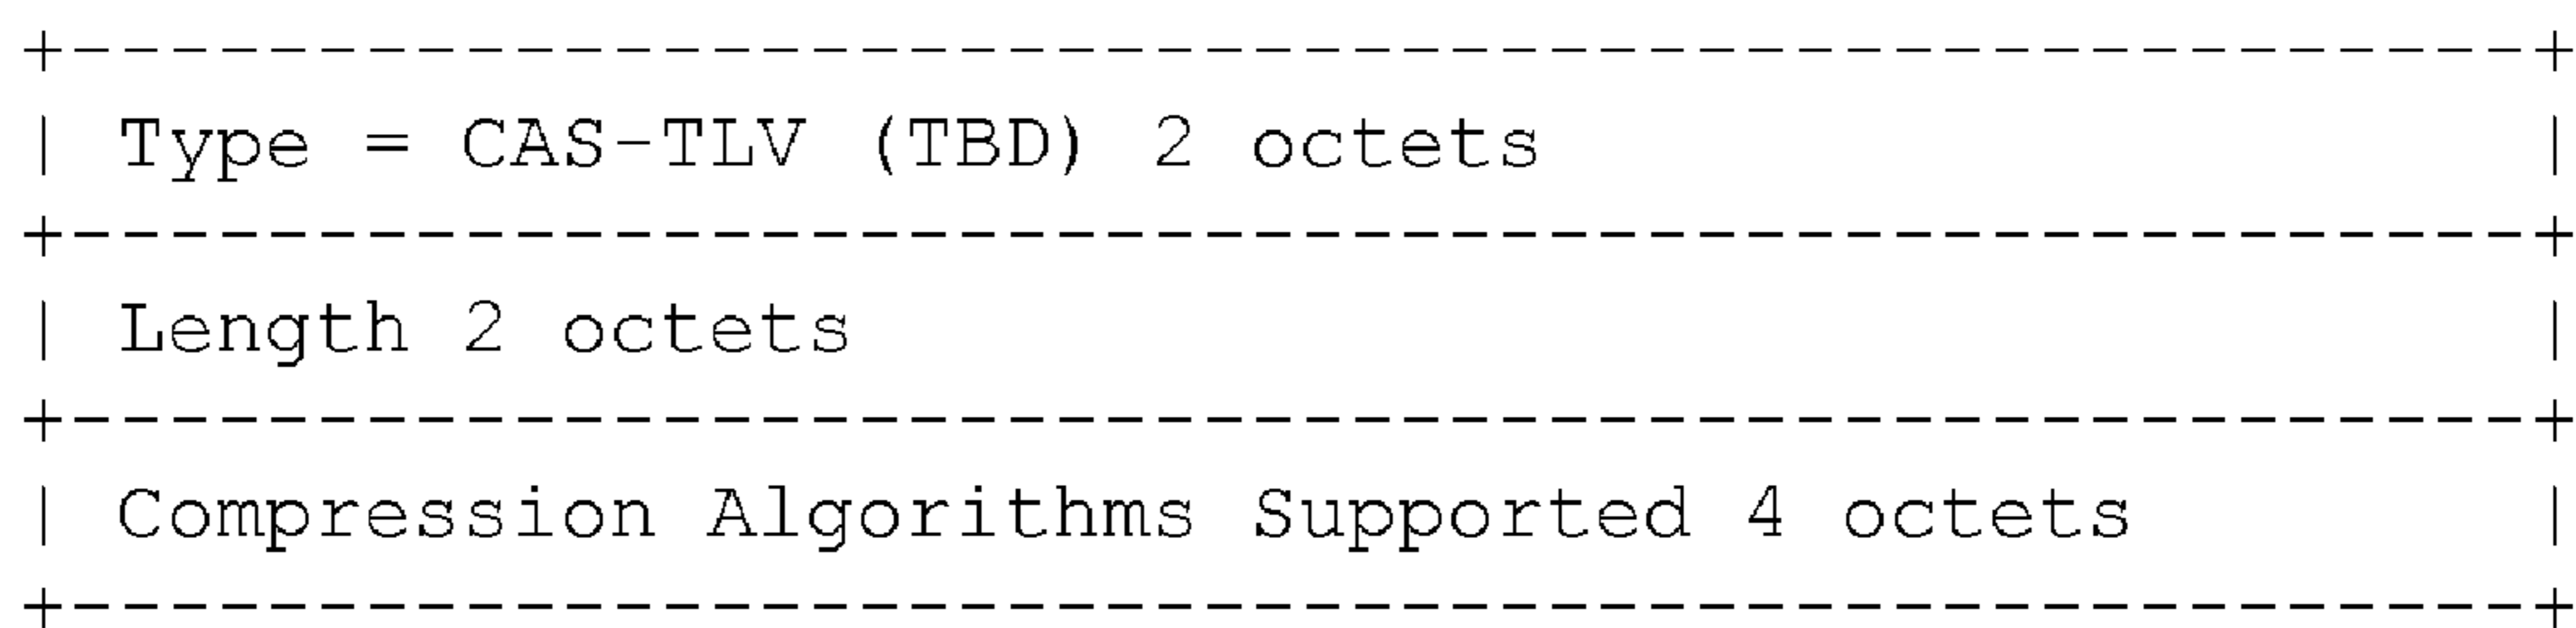 +--------------------------------------------------+
| Type = CAS-TLV (TBD) 2 octets                    |
+--------------------------------------------------+
| Length 2 octets                                  |
+--------------------------------------------------+
| Compression Algorithms Supported 4 octets        |
+--------------------------------------------------+